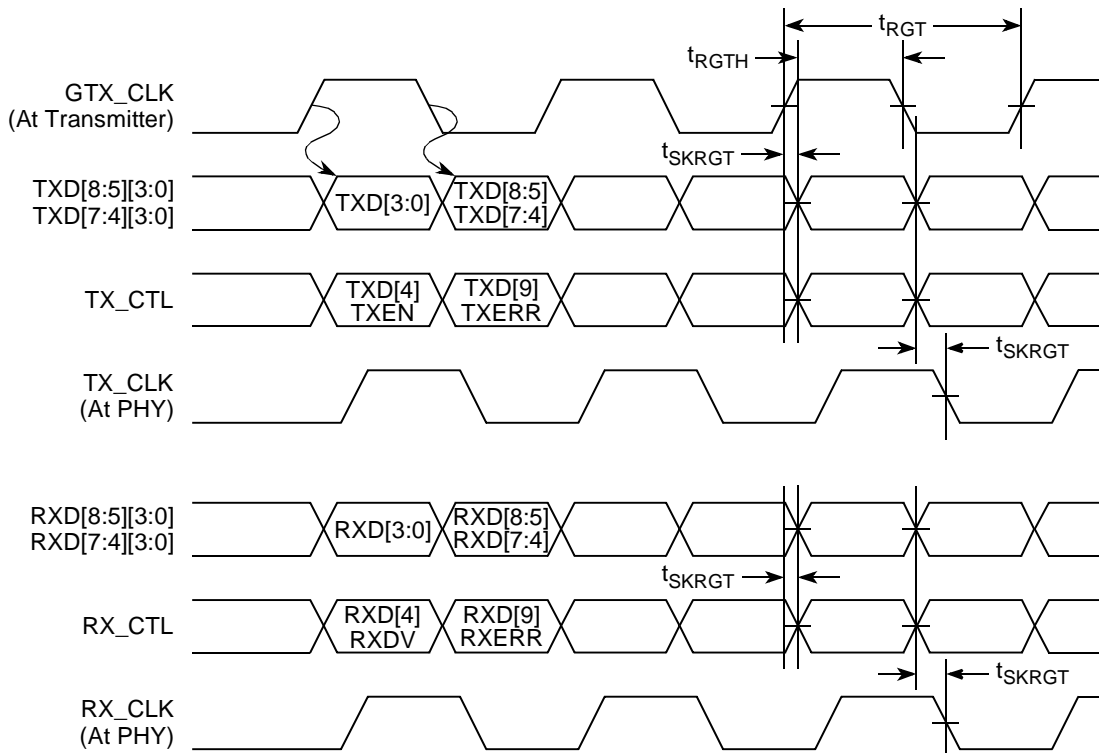 tRGT
tRGTH
GTX_CLK
(At Transmitter)
tSKRGT
TXD[8:5][3:0]
TXD[7:4][3:0]
TXD[3:0]
TXD[8:5]
TXD[7:4]
TX_CTL
TXD[4]
TXEN
TXD[9]
TXERR
tSKRGT
TX_CLK
(At PHY)
RXD[8:5][3:0]
RXD[7:4][3:0]
RXD[3:0]
RXD[8:5]
RXD[7:4]
tSKRGT
RX_CTL
RXD[4]
RXDV
RXD[9]
RXERR
tSKRGT
RX_CLK
(At PHY)